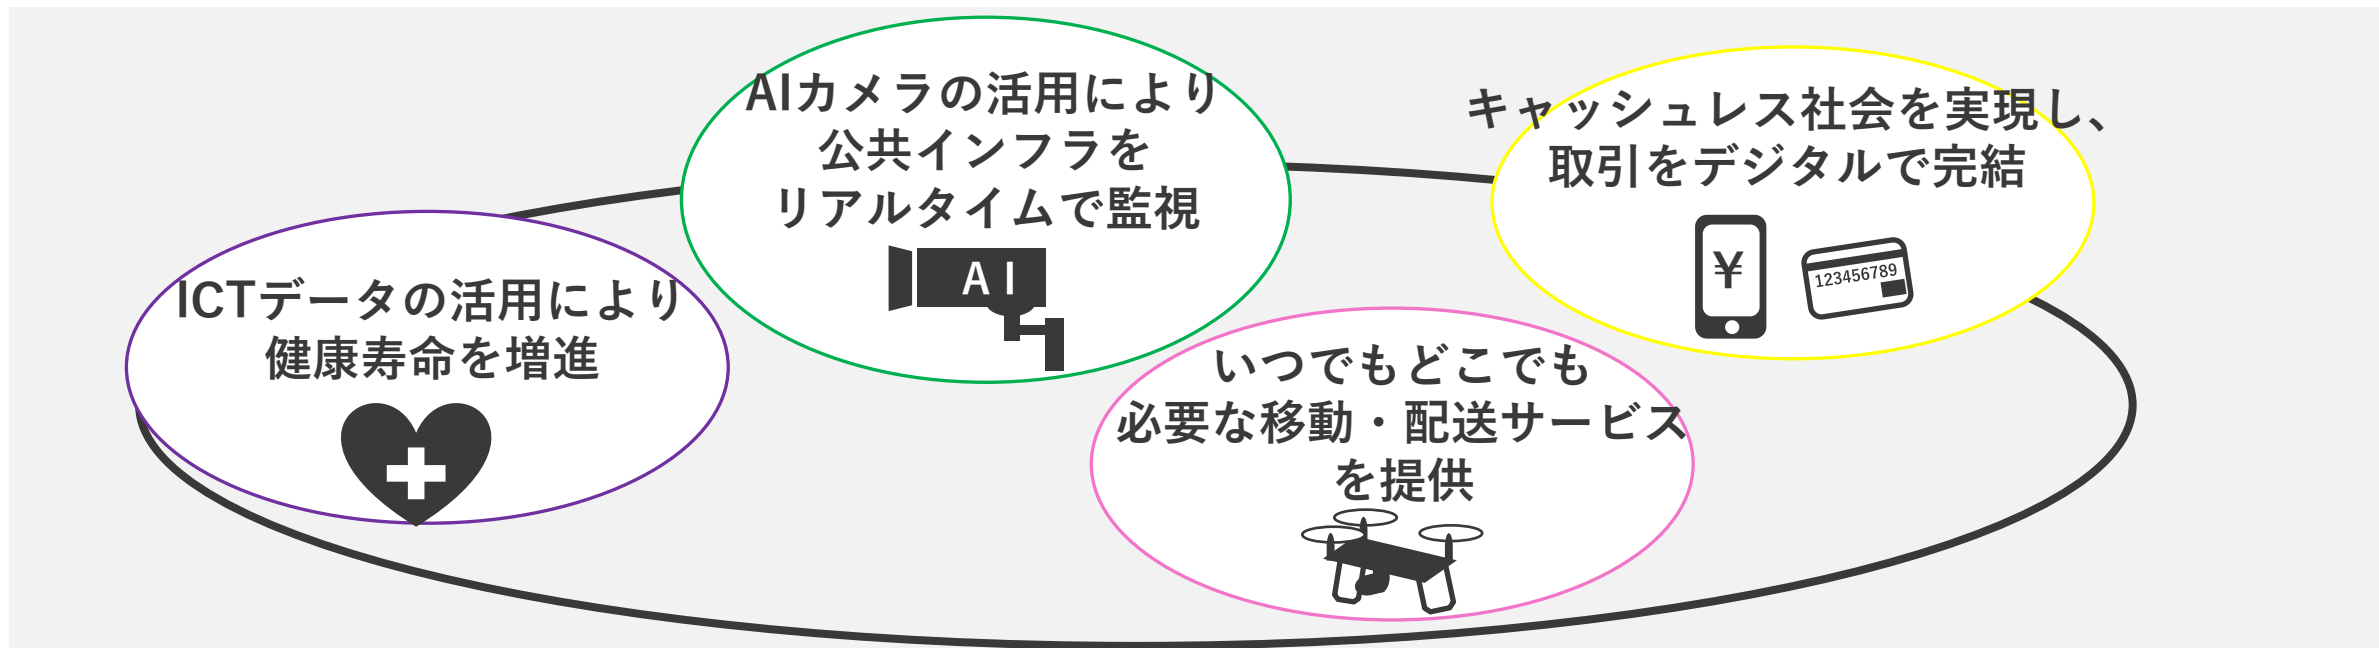 AIカメラの活用により
公共インフラを
リアルタイムで監視
AI
キャッシュレス社会を実現し、
取引をデジタルで完結
¥
123456789
ICTデータの活用により
健康寿命を増進
いつでもどこでも
必要な移動・配送サービス
を提供